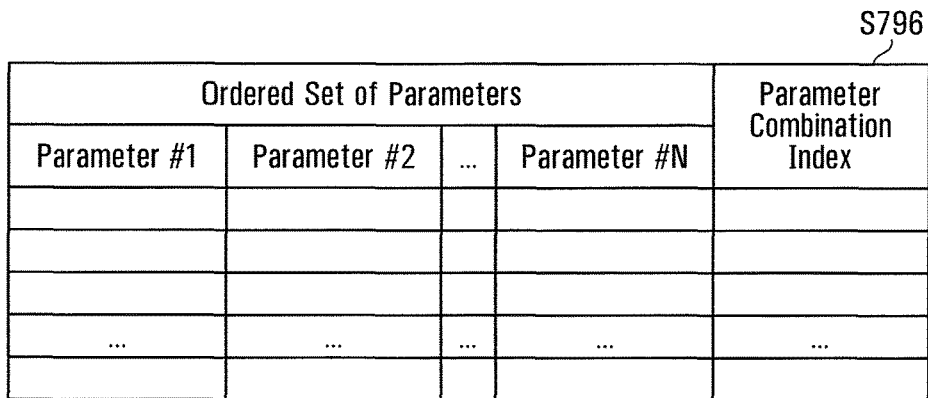 S796
Ordered Set of Parameters
Parameter
Combination
Index
Parameter #1 Parameter #2 ... Parameter #N
... ... ... ... ...